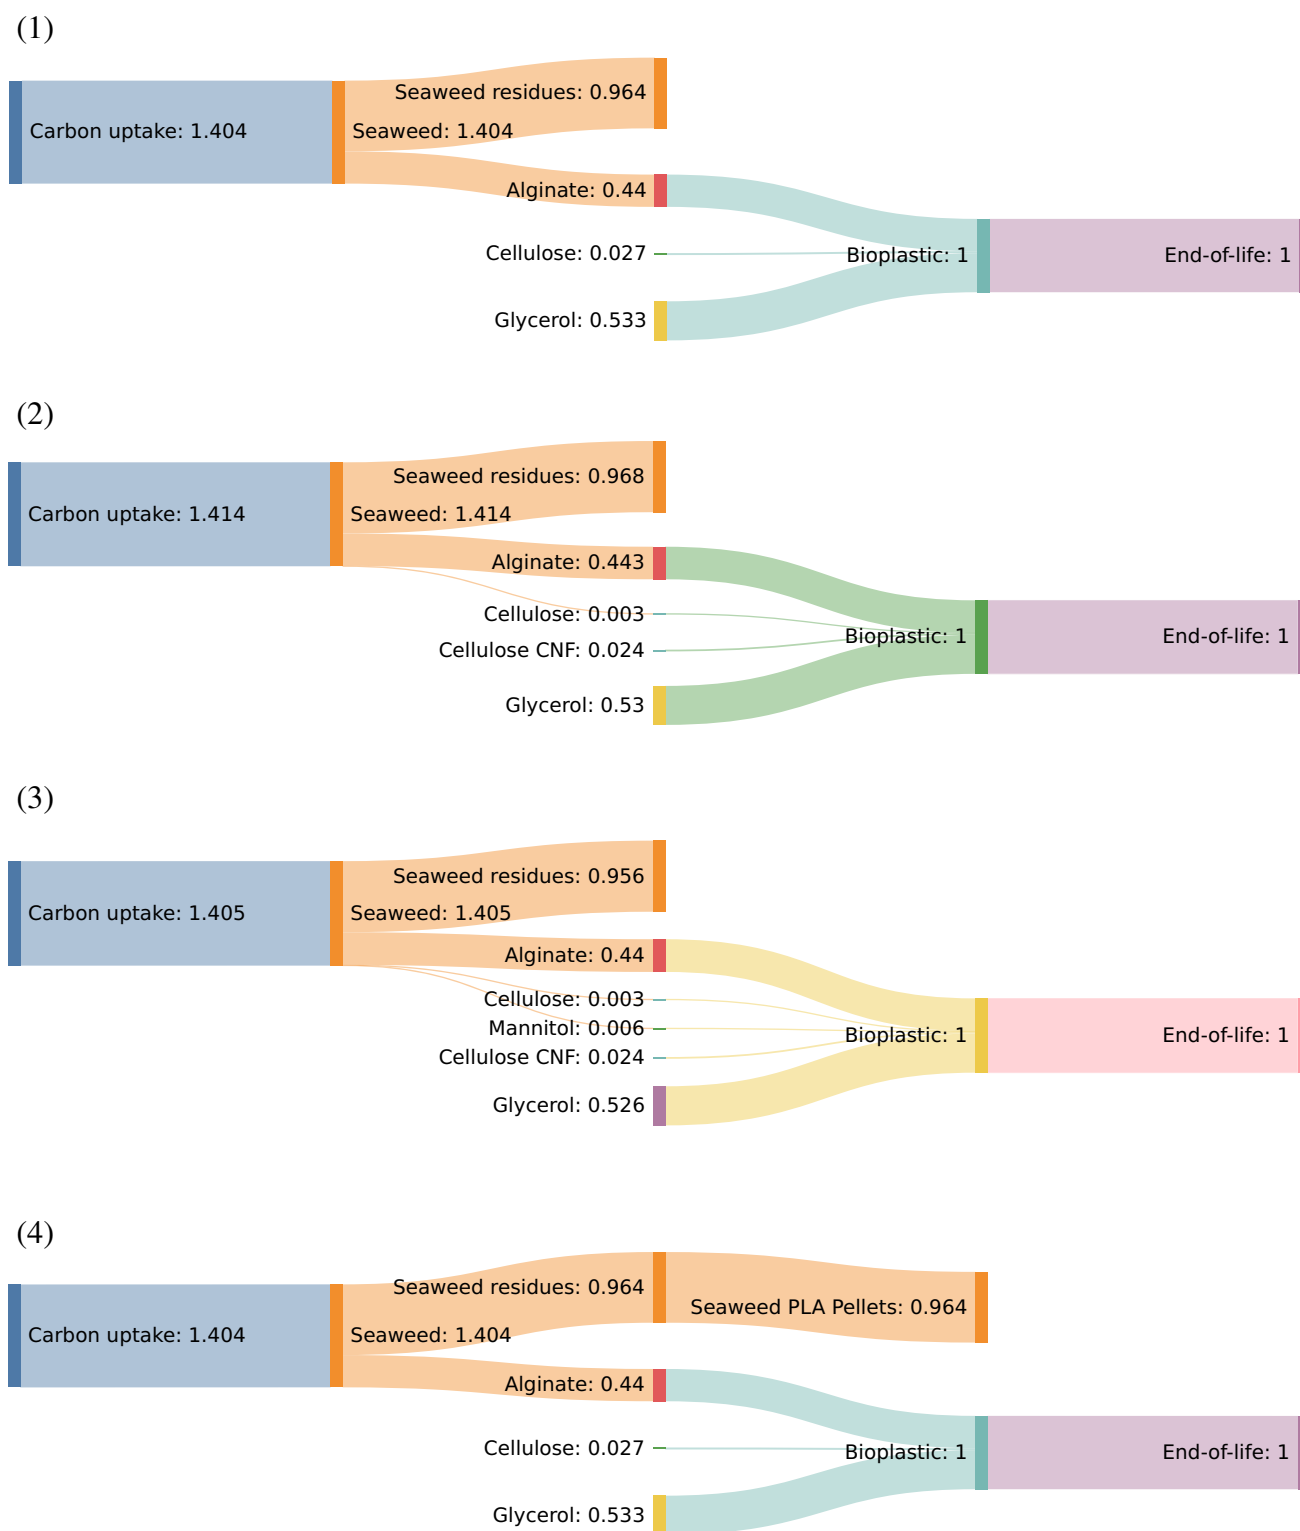 (1)
Seaweed residues: 0.964
Carbon uptake: 1.404
Seaweed: 1.404
Alginate: 0.44
Cellulose: 0.027
Bioplastic: 1
End-of-life: 1
Glycerol: 0.533
(2)
Seaweed residues: 0.968
Carbon uptake: 1.414
Seaweed: 1.414
Alginate: 0.443
Cellulose: 0.003
Bioplastic: 1
End-of-life: 1
Cellulose CNF: 0.024
Glycerol: 0.53
(3)
Seaweed residues: 0.956
Carbon uptake: 1.405
Seaweed: 1.405
Alginate: 0.44
Cellulose: 0.003
Mannitol: 0.006
Bioplastic: 1
End-of-life: 1
Cellulose CNF: 0.024
Glycerol: 0.526
(4)
Seaweed residues: 0.964
Seaweed PLA Pellets: 0.964
Carbon uptake: 1.404
Seaweed: 1.404
Alginate: 0.44
Cellulose: 0.027
Bioplastic: 1
End-of-life: 1
Glycerol: 0.533